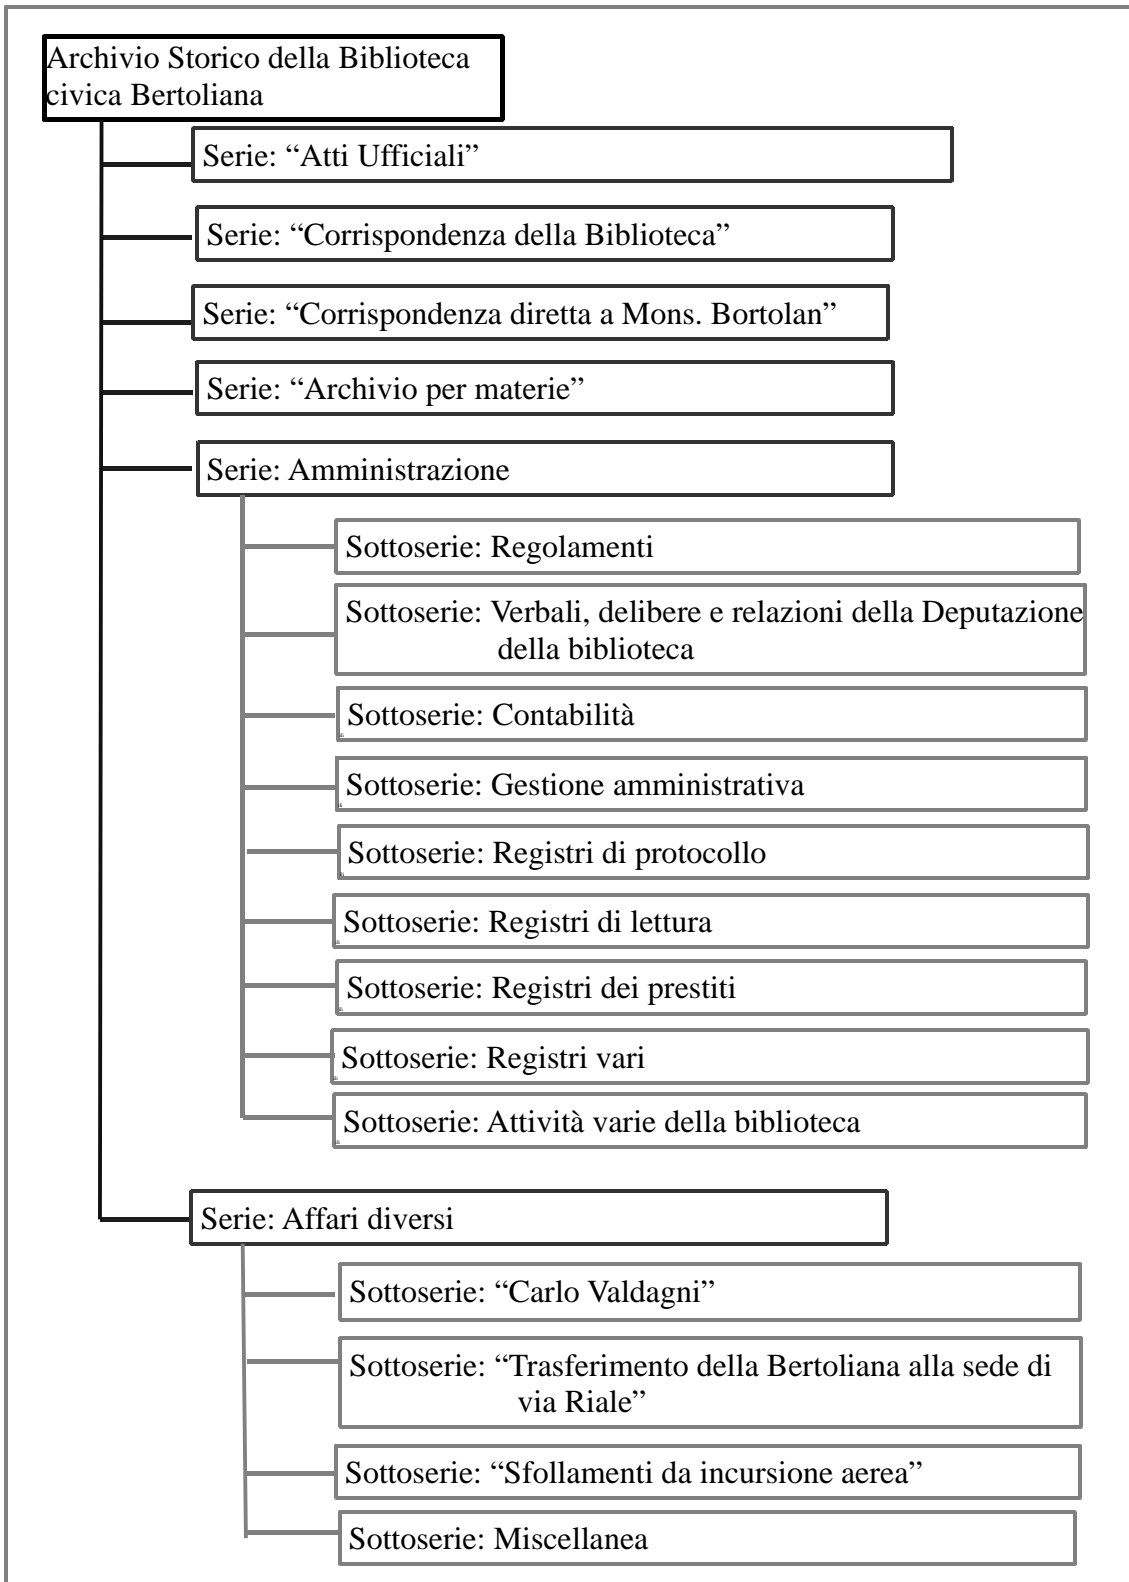 Archivio Storico della Biblioteca
civica Bertoliana
Serie: “Atti Ufficiali”
Serie: “Corrispondenza della Biblioteca”
Serie: “Corrispondenza diretta a Mons. Bortolan”
Serie: “Archivio per materie”
Serie: Amministrazione
Sottoserie: Regolamenti
Sottoserie: Verbali, delibere e relazioni della Deputazione
della biblioteca
Sottoserie: Contabilità
Sottoserie: Gestione amministrativa
Sottoserie: Registri di protocollo
Sottoserie: Registri di lettura
Sottoserie: Registri dei prestiti
Sottoserie: Registri vari
Sottoserie: Attività varie della biblioteca
Serie: Affari diversi
Sottoserie: “Carlo Valdagni”
Sottoserie: “Trasferimento della Bertoliana alla sede di
via Riale”
Sottoserie: “Sfollamenti da incursione aerea”
Sottoserie: Miscellanea